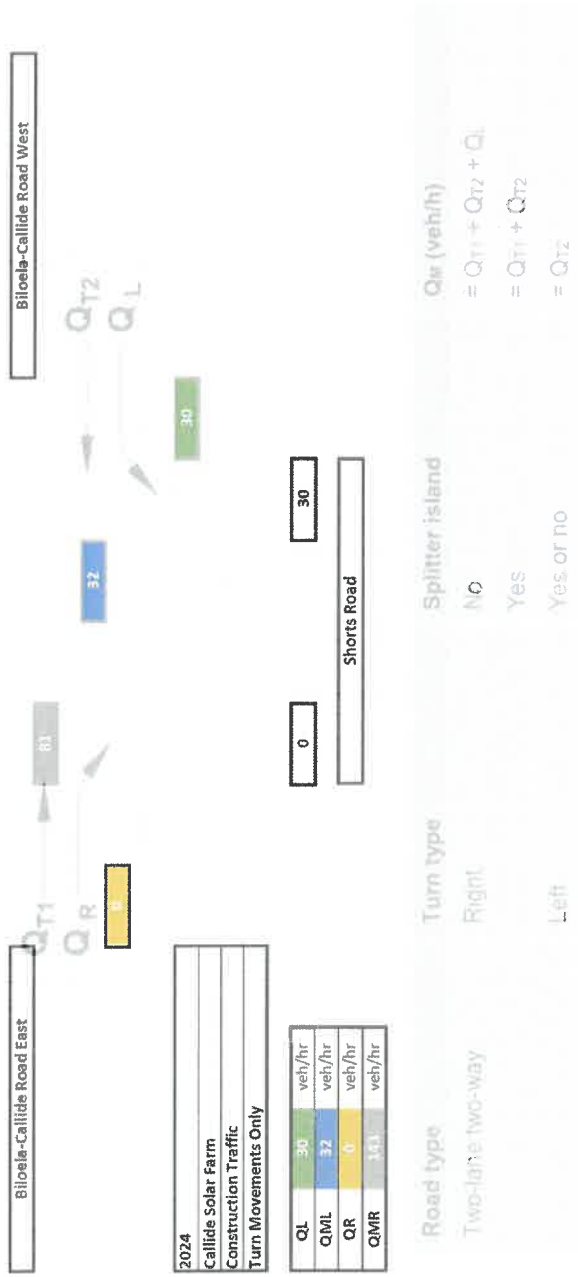 Biloela-Callide Road East
Biloela-Callide Road West
QT1
81
QR
0
32
QT2
QL
30
2024
Callide Solar Farm
Construction Traffic
Turn Movements Only
QL 30 veh/hr
QML 32 veh/hr
QR 0 veh/hr
QMR 143 veh/hr
0
30
Shorts Road
Road type Turn type Splitter island QM (veh/h)
Two-lane two-way Right No = QT1 + QT2 + QL
Yes = QT1 + QT2
Left Yes or no = QT2